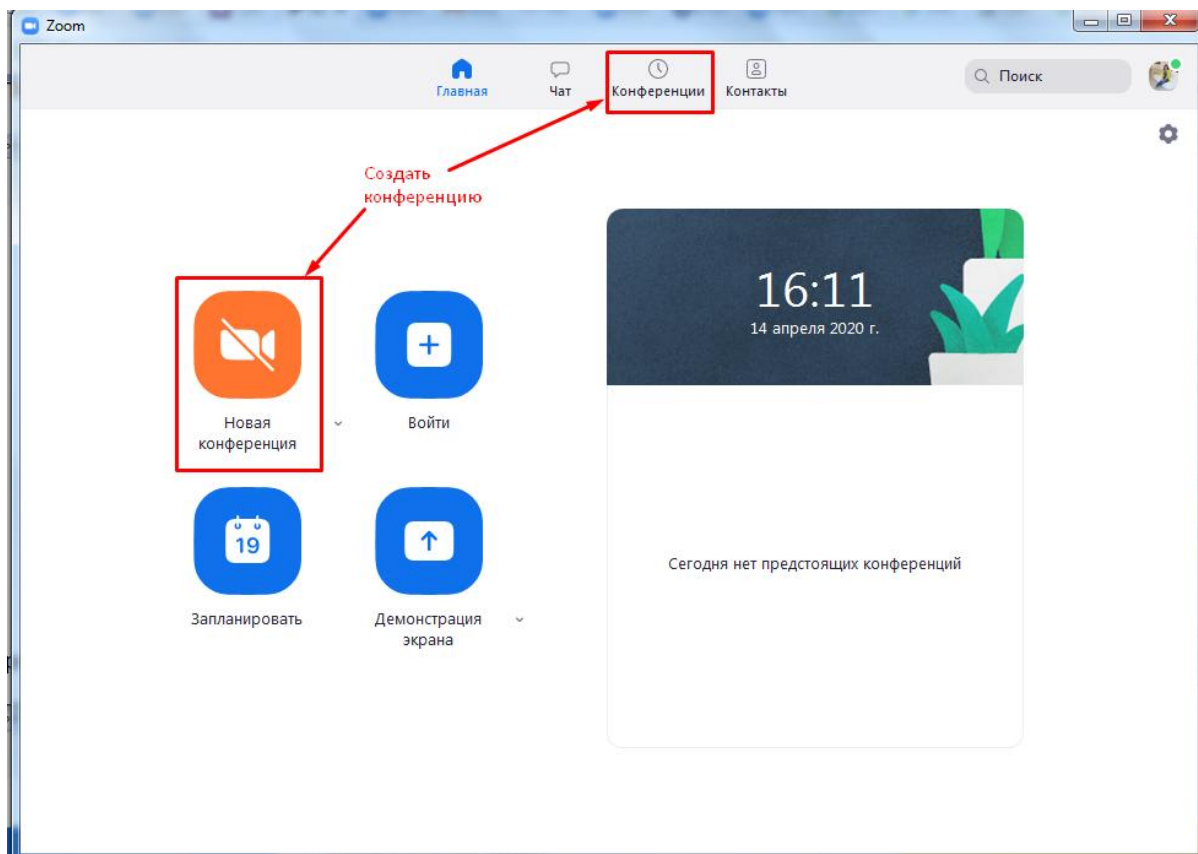 Zoom
Главная
Чат
Конференции
Контакты
Поиск
Создать
конференцию
16:11
14 апреля 2020 г.
Новая
конференция
Войти
19
Запланировать
Демонстрация
экрана
Сегодня нет предстоящих конференций